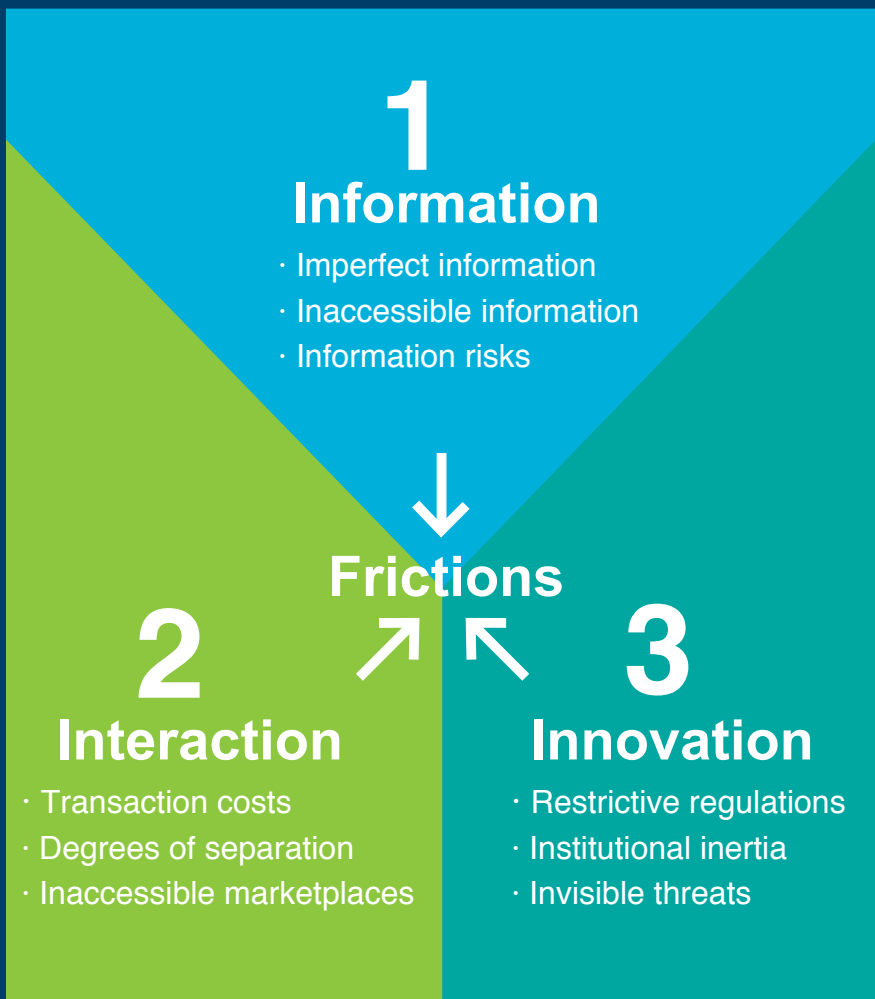 1
Information
· Imperfect information
· Inaccessible information
· Information risks
Frictions
2
Interaction
· Transaction costs
· Degrees of separation
· Inaccessible marketplaces
3
Innovation
· Restrictive regulations
· Institutional inertia
· Invisible threats